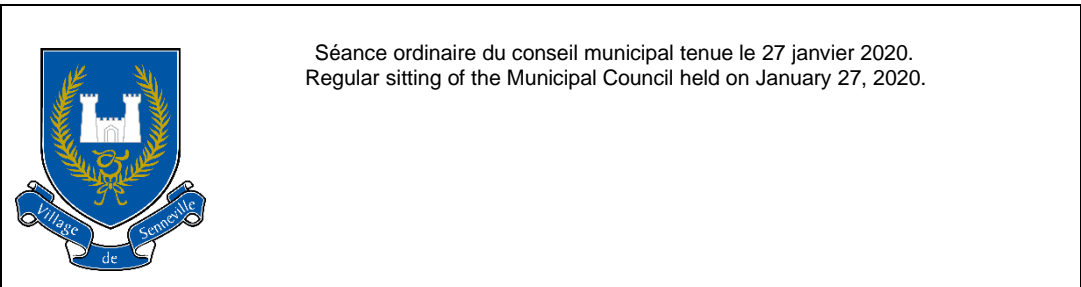 Séance ordinaire du conseil municipal tenue le 27 janvier 2020.
Regular sitting of the Municipal Council held on January 27, 2020.
Village
de
Senneville